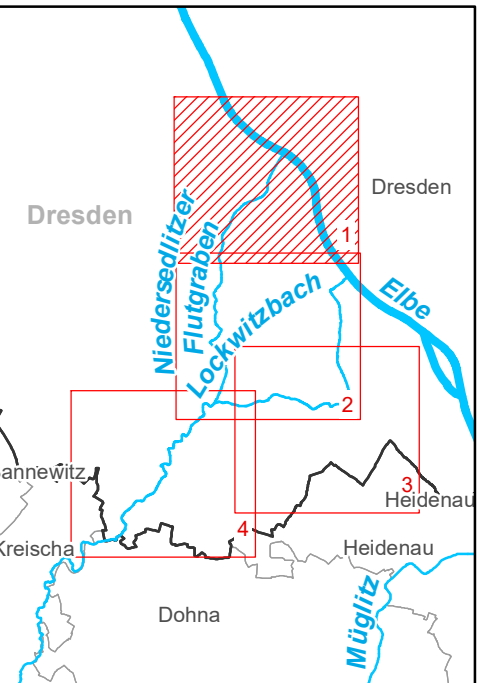 Dresden
Dresden
Niedersedlitzer
Flutgraben
1
Elbe
Lockwitzbach
2
3
annewitz
Heidenau
4
Kreischa
Heidenau
Dohna
Müglitz